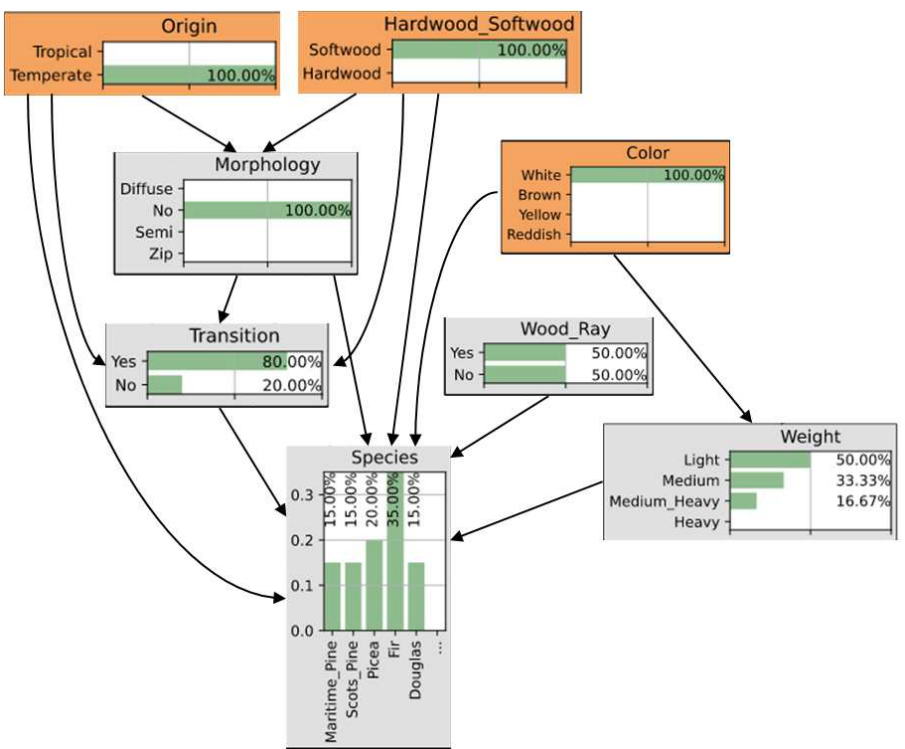 Origin
Tropical
Temperate 100.00%
Hardwood_Softwood
Softwood 100.00%
Hardwood
Morphology
Diffuse
No 100.00%
Semi
Zip
Color
White 100.00%
Brown
Yellow
Reddish
Transition
Yes 80.00%
No 20.00%
Wood_Ray
Yes 50.00%
No 50.00%
Weight
Light 50.00%
Medium 33.33%
Medium_Heavy 16.67%
Heavy
Species
15.00% 15.00% 20.00% 35.00% 15.00%
0.3
0.2
0.1
0.0
Maritime_Pine
Scots_Pine
Picea
Fir
Douglas
...